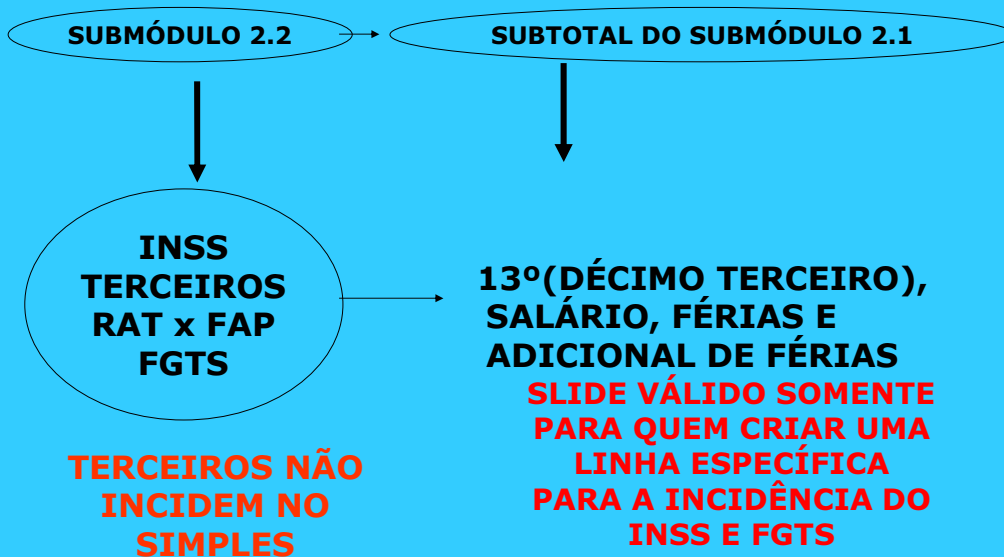 SUBMÓDULO 2.2
SUBTOTAL DO SUBMÓDULO 2.1
INSS
TERCEIROS
RAT x FAP
FGTS
13º(DÉCIMO TERCEIRO),
SALÁRIO, FÉRIAS E
ADICIONAL DE FÉRIAS
SLIDE VÁLIDO SOMENTE
PARA QUEM CRIAR UMA
LINHA ESPECÍFICA
PARA A INCIDÊNCIA DO
INSS E FGTS
TERCEIROS NÃO
INCIDEM NO
SIMPLES